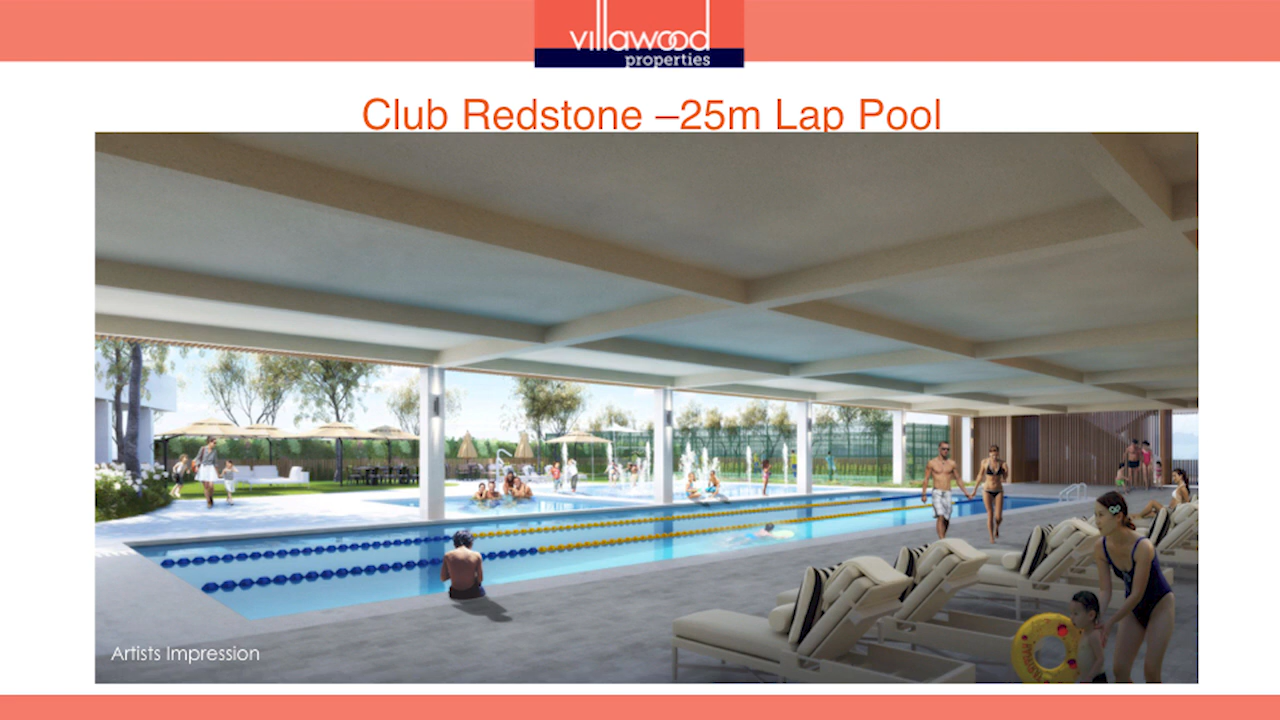 villawood
properties
Club Redstone –25m Lap Pool
Artists Impression